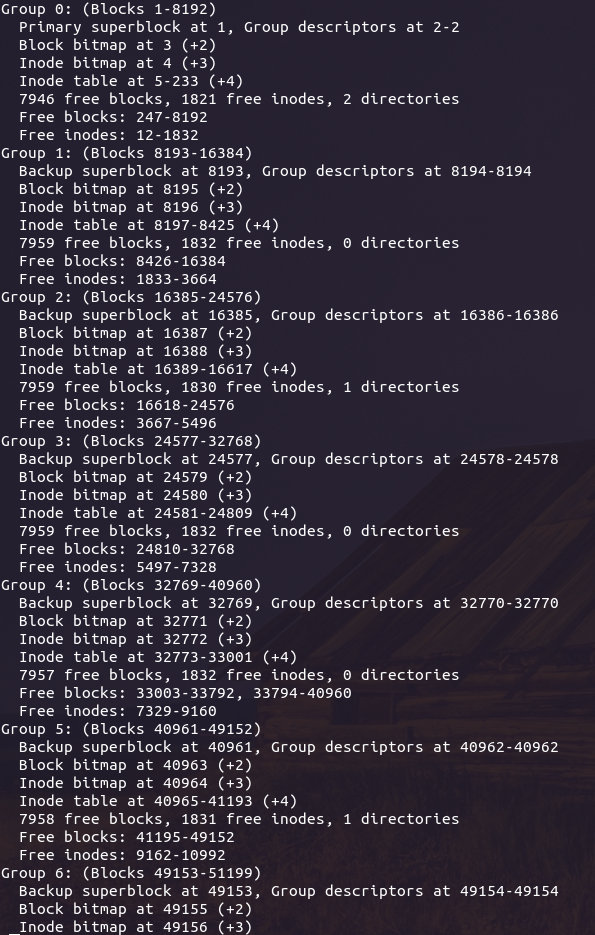 Group 0: (Blocks 1-8192)
  Primary superblock at 1, Group descriptors at 2-2
  Block bitmap at 3 (+2)
  Inode bitmap at 4 (+3)
  Inode table at 5-233 (+4)
  7946 free blocks, 1821 free inodes, 2 directories
  Free blocks: 247-8192
  Free inodes: 12-1832
Group 1: (Blocks 8193-16384)
  Backup superblock at 8193, Group descriptors at 8194-8194
  Block bitmap at 8195 (+2)
  Inode bitmap at 8196 (+3)
  Inode table at 8197-8425 (+4)
  7959 free blocks, 1832 free inodes, 0 directories
  Free blocks: 8426-16384
  Free inodes: 1833-3664
Group 2: (Blocks 16385-24576)
  Backup superblock at 16385, Group descriptors at 16386-16386
  Block bitmap at 16387 (+2)
  Inode bitmap at 16388 (+3)
  Inode table at 16389-16617 (+4)
  7959 free blocks, 1830 free inodes, 1 directories
  Free blocks: 16618-24576
  Free inodes: 3667-5496
Group 3: (Blocks 24577-32768)
  Backup superblock at 24577, Group descriptors at 24578-24578
  Block bitmap at 24579 (+2)
  Inode bitmap at 24580 (+3)
  Inode table at 24581-24809 (+4)
  7959 free blocks, 1832 free inodes, 0 directories
  Free blocks: 24810-32768
  Free inodes: 5497-7328
Group 4: (Blocks 32769-40960)
  Backup superblock at 32769, Group descriptors at 32770-32770
  Block bitmap at 32771 (+2)
  Inode bitmap at 32772 (+3)
  Inode table at 32773-33001 (+4)
  7957 free blocks, 1832 free inodes, 0 directories
  Free blocks: 33003-33792, 33794-40960
  Free inodes: 7329-9160
Group 5: (Blocks 40961-49152)
  Backup superblock at 40961, Group descriptors at 40962-40962
  Block bitmap at 40963 (+2)
  Inode bitmap at 40964 (+3)
  Inode table at 40965-41193 (+4)
  7958 free blocks, 1831 free inodes, 1 directories
  Free blocks: 41195-49152
  Free inodes: 9162-10992
Group 6: (Blocks 49153-51199)
  Backup superblock at 49153, Group descriptors at 49154-49154
  Block bitmap at 49155 (+2)
  Inode bitmap at 49156 (+3)